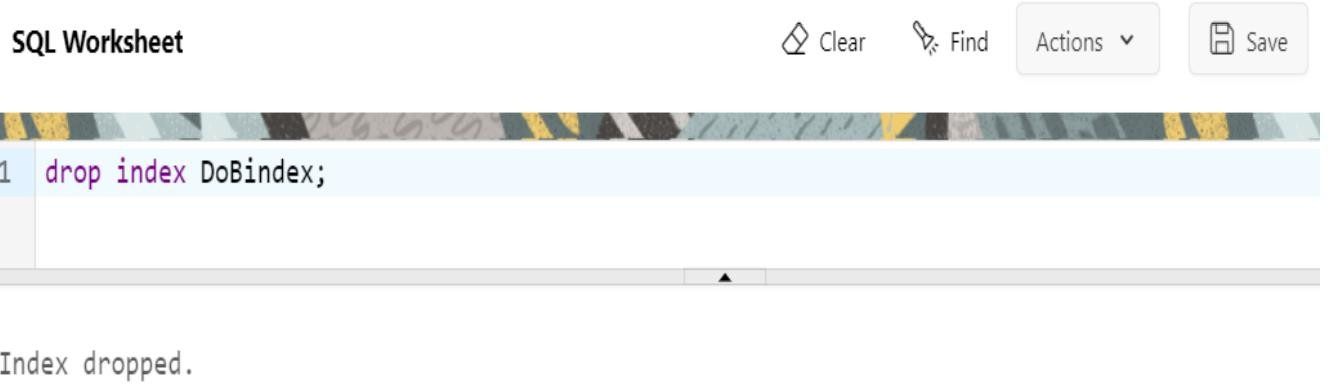 SQL Worksheet Clear Find Actions Save
1 drop index DoBindex;
Index dropped.